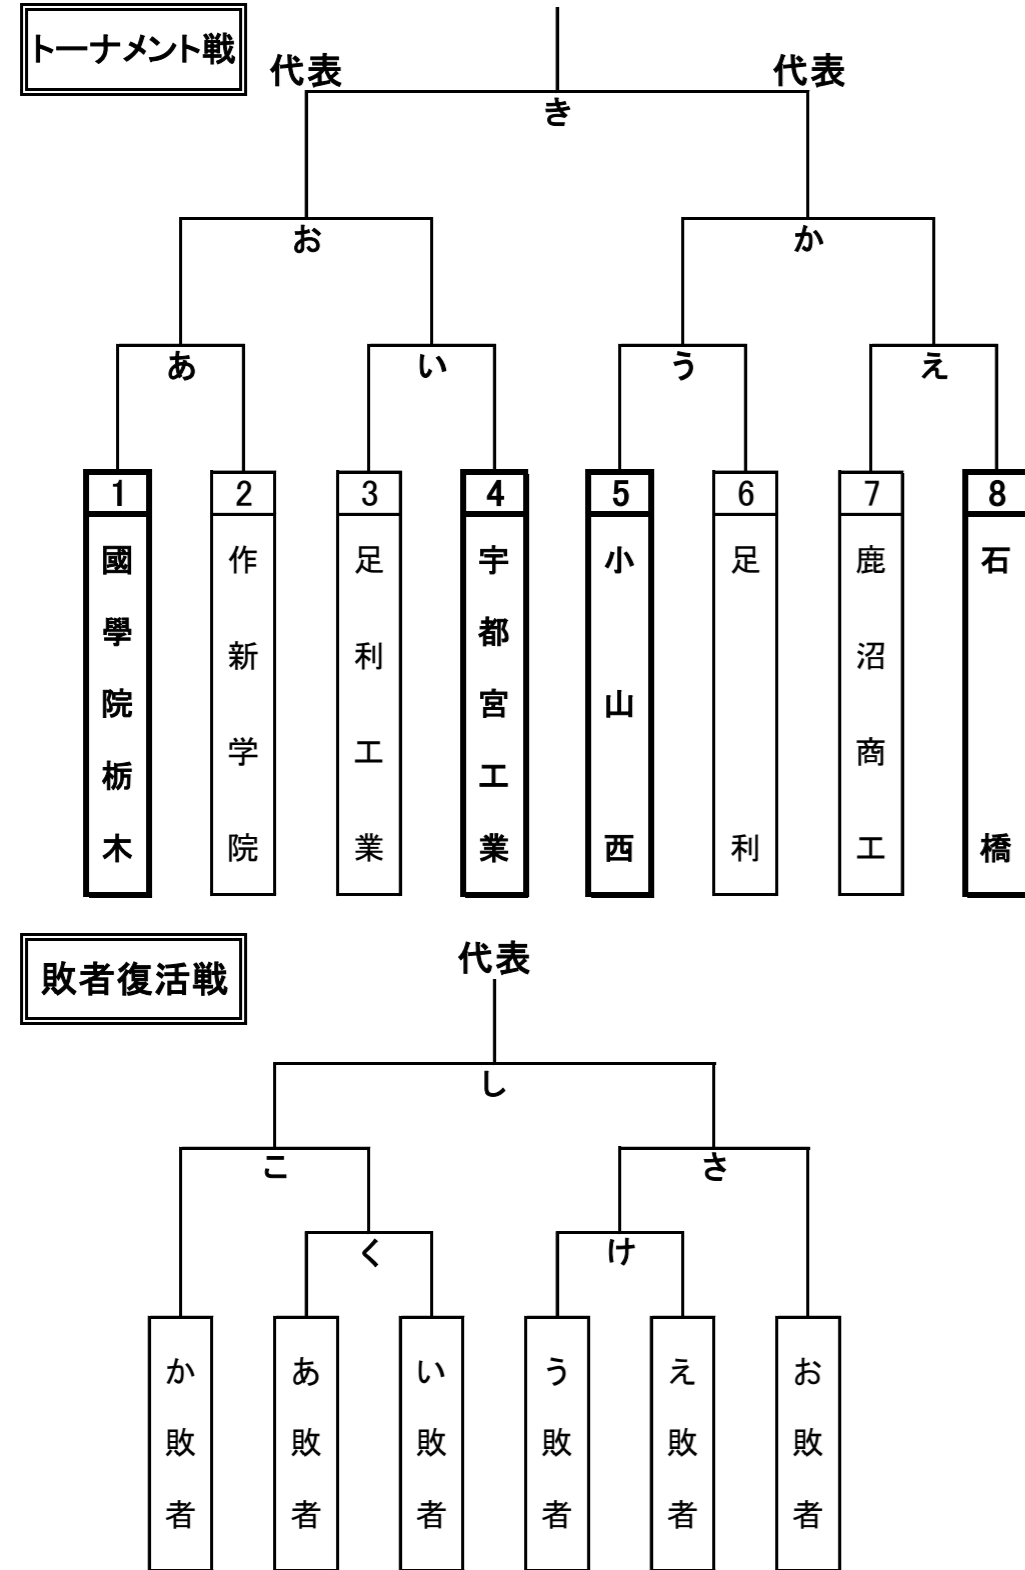 トーナメント戦
代表
代表
き
お
か
あ
い
う
え
1
2
3
4
5
6
7
8
國學院栃木
作新学院
足利工業
宇都宮工業
小山西
足利
鹿沼商工
石橋
敗者復活戦
代表
し
こ
さ
く
け
か敗者
あ敗者
い敗者
う敗者
え敗者
お敗者